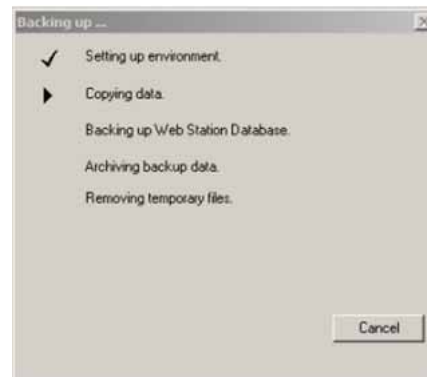 Backing up ...
Setting up environment.
Copying data.
Backing up Web Station Database.
Archiving backup data.
Removing temporary files.
Cancel